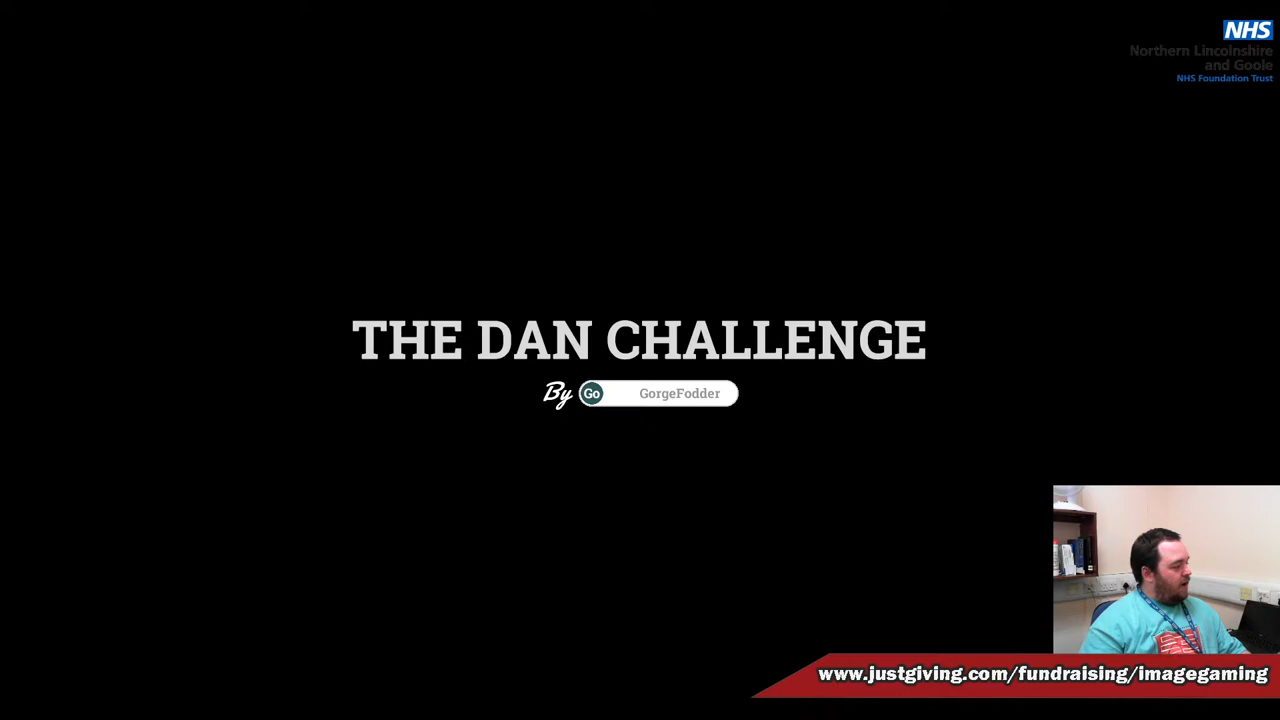 NHS
Northern Lincolnshire
and Goole
NHS Foundation Trust
THE DAN CHALLENGE
By Go GorgeFodder
www.justgiving.com/fundraising/imagegaming